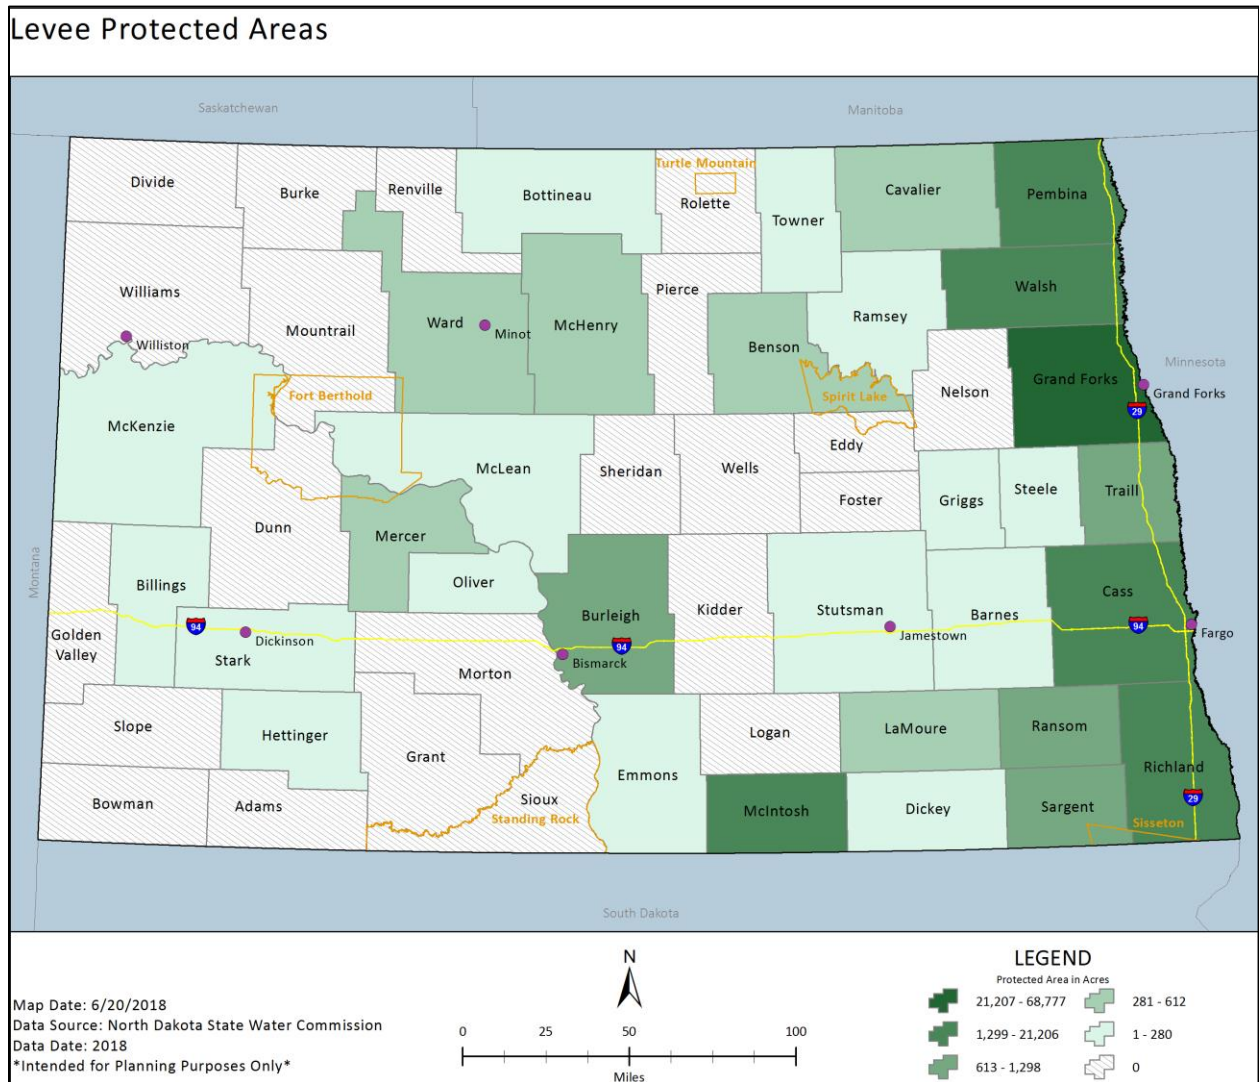 Levee Protected Areas
Saskatchewan
Manitoba
Divide
Burke
Renville
Bottineau
Turtle Mountain
Rolette
Towner
Cavalier
Pembina
Williams
Williston
Mountrail
Ward
Minot
McHenry
Pierce
Benson
Ramsey
Walsh
Minnesota
McKenzie
Fort Berthold
Spirit Lake
Nelson
Grand Forks
Grand Forks
29
McLean
Sheridan
Wells
Eddy
Foster
Griggs
Steele
Traill
Montana
Dunn
Mercer
Billings
Oliver
Burleigh
Kidder
Stutsman
Barnes
Cass
Golden
Valley
94
Dickinson
Stark
Morton
94
Bismarck
Jamestown
94
Fargo
Slope
Hettinger
Grant
Logan
LaMoure
Ransom
Richland
Bowman
Adams
Sioux
Standing Rock
Emmons
McIntosh
Dickey
Sargent
29
Sisseton
South Dakota
Map Date: 6/20/2018
Data Source: North Dakota State Water Commission
Data Date: 2018
*Intended for Planning Purposes Only*
N
0 25 50 100
Miles
LEGEND
Protected Area in Acres
21,207 - 68,777
281 - 612
1,299 - 21,206
1 - 280
613 - 1,298
0